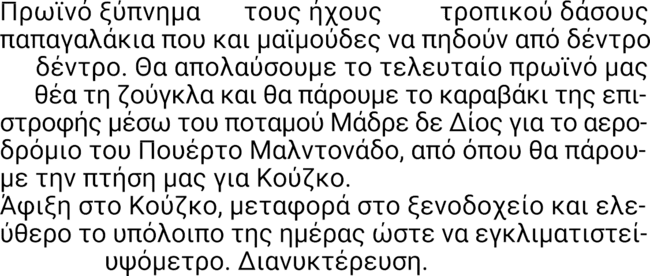 Πρωϊνό ξύπνημα τους ήχους τροπικού δάσους
παπαγαλάκια που και μαϊμούδες να πηδούν από δέντρο
δέντρο. Θα απολαύσουμε το τελευταίο πρωϊνό μας
θέα τη ζούγκλα και θα πάρουμε το καραβάκι της επι-
στροφής μέσω του ποταμού Μάδρε δε Δίος για το αερο-
δρόμιο του Πουέρτο Μαλντονάδο, από όπου θα πάρου-
με την πτήση μας για Κούζκο.
Άφιξη στο Κούζκο, μεταφορά στο ξενοδοχείο και ελε-
ύθερο το υπόλοιπο της ημέρας ώστε να εγκλιματιστεί-
υψόμετρο. Διανυκτέρευση.